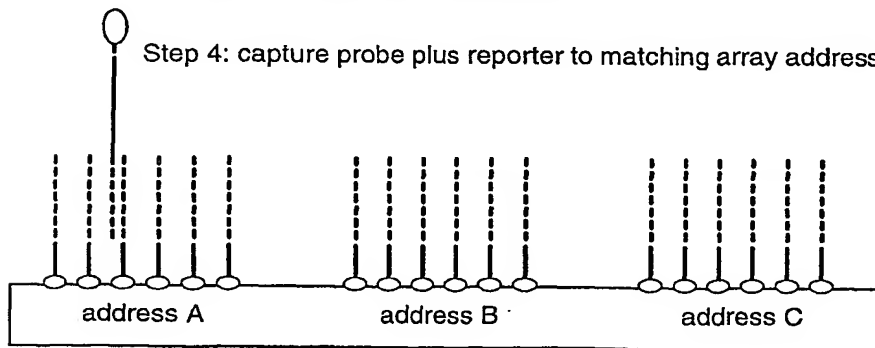 Step 4: capture probe plus reporter to matching array address
address A
address B
address C